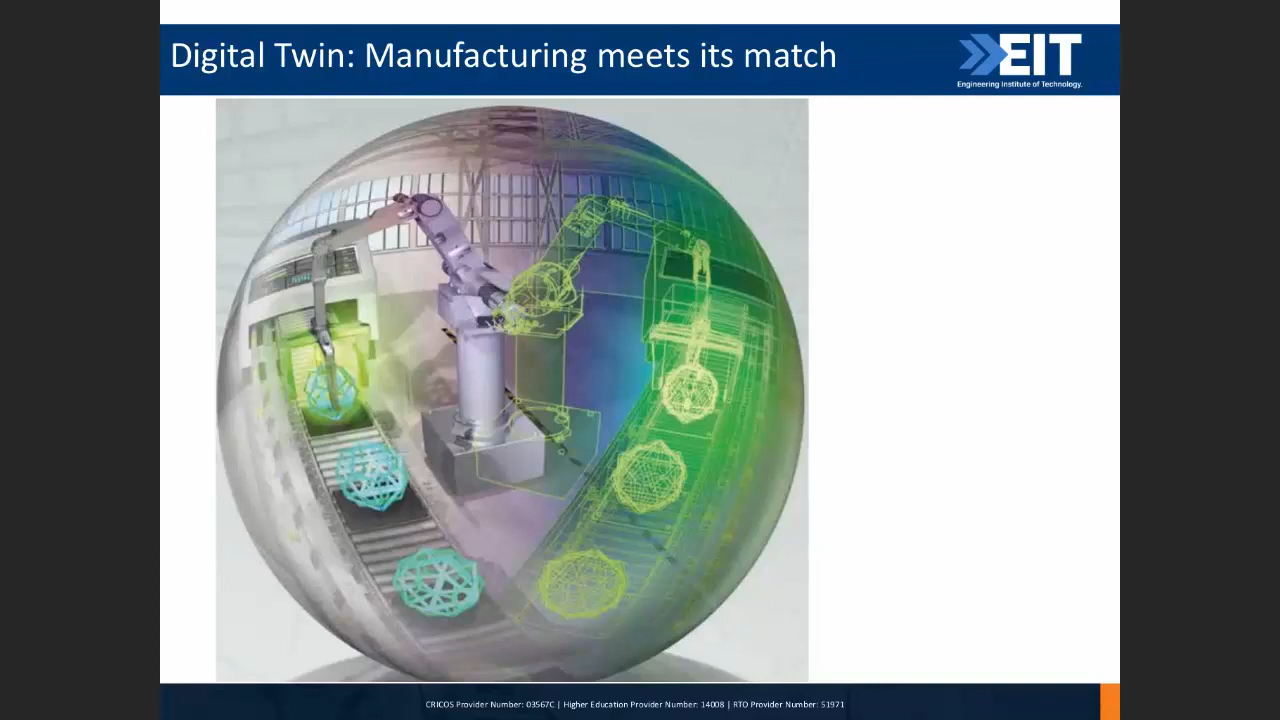 Digital Twin: Manufacturing meets its match
EIT
Engineering Institute of Technology.
CRICOS Provider Number: 03567C | Higher Education Provider Number: 14008 | RTO Provider Number: 51971